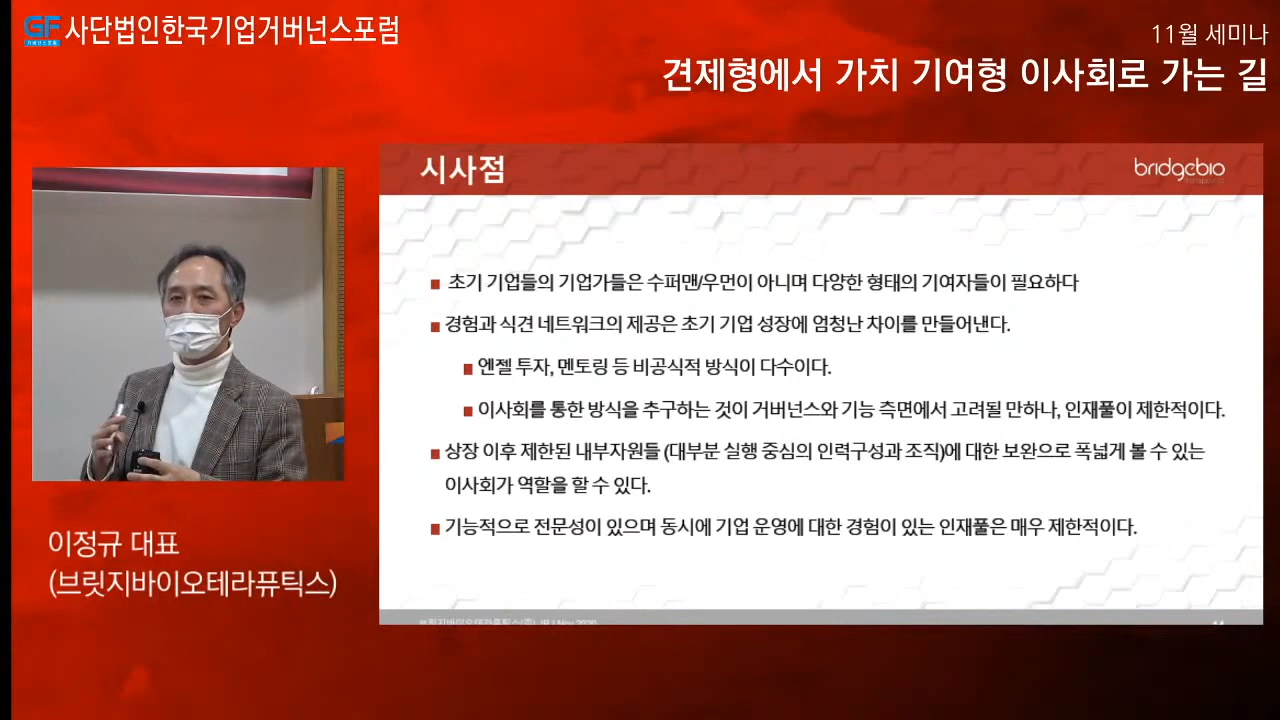 GF 사단법인한국기업거버넌스포럼
거버넌스포럼
11월 세미나
견제형에서 가치 기여형 이사회로 가는 길
시사점
bridgebio
초기 기업들의 기업가들은 수퍼맨/우먼이 아니며 다양한 형태의 기여자들이 필요하다
경험과 식견 네트워크의 제공은 초기 기업 성장에 엄청난 차이를 만들어낸다.
엔젤 투자, 멘토링 등 비공식적 방식이 다수이다.
이사회를 통한 방식을 추구하는 것이 거버넌스와 기능 측면에서 고려될 만하나, 인재풀이 제한적이다.
상장 이후 제한된 내부자원들 (대부분 실행 중심의 인력구성과 조직)에 대한 보완으로 폭넓게 볼 수 있는
이사회가 역할을 할 수 있다.
기능적으로 전문성이 있으며 동시에 기업 운영에 대한 경험이 있는 인재풀은 매우 제한적이다.
이정규 대표
(브릿지바이오테라퓨틱스)